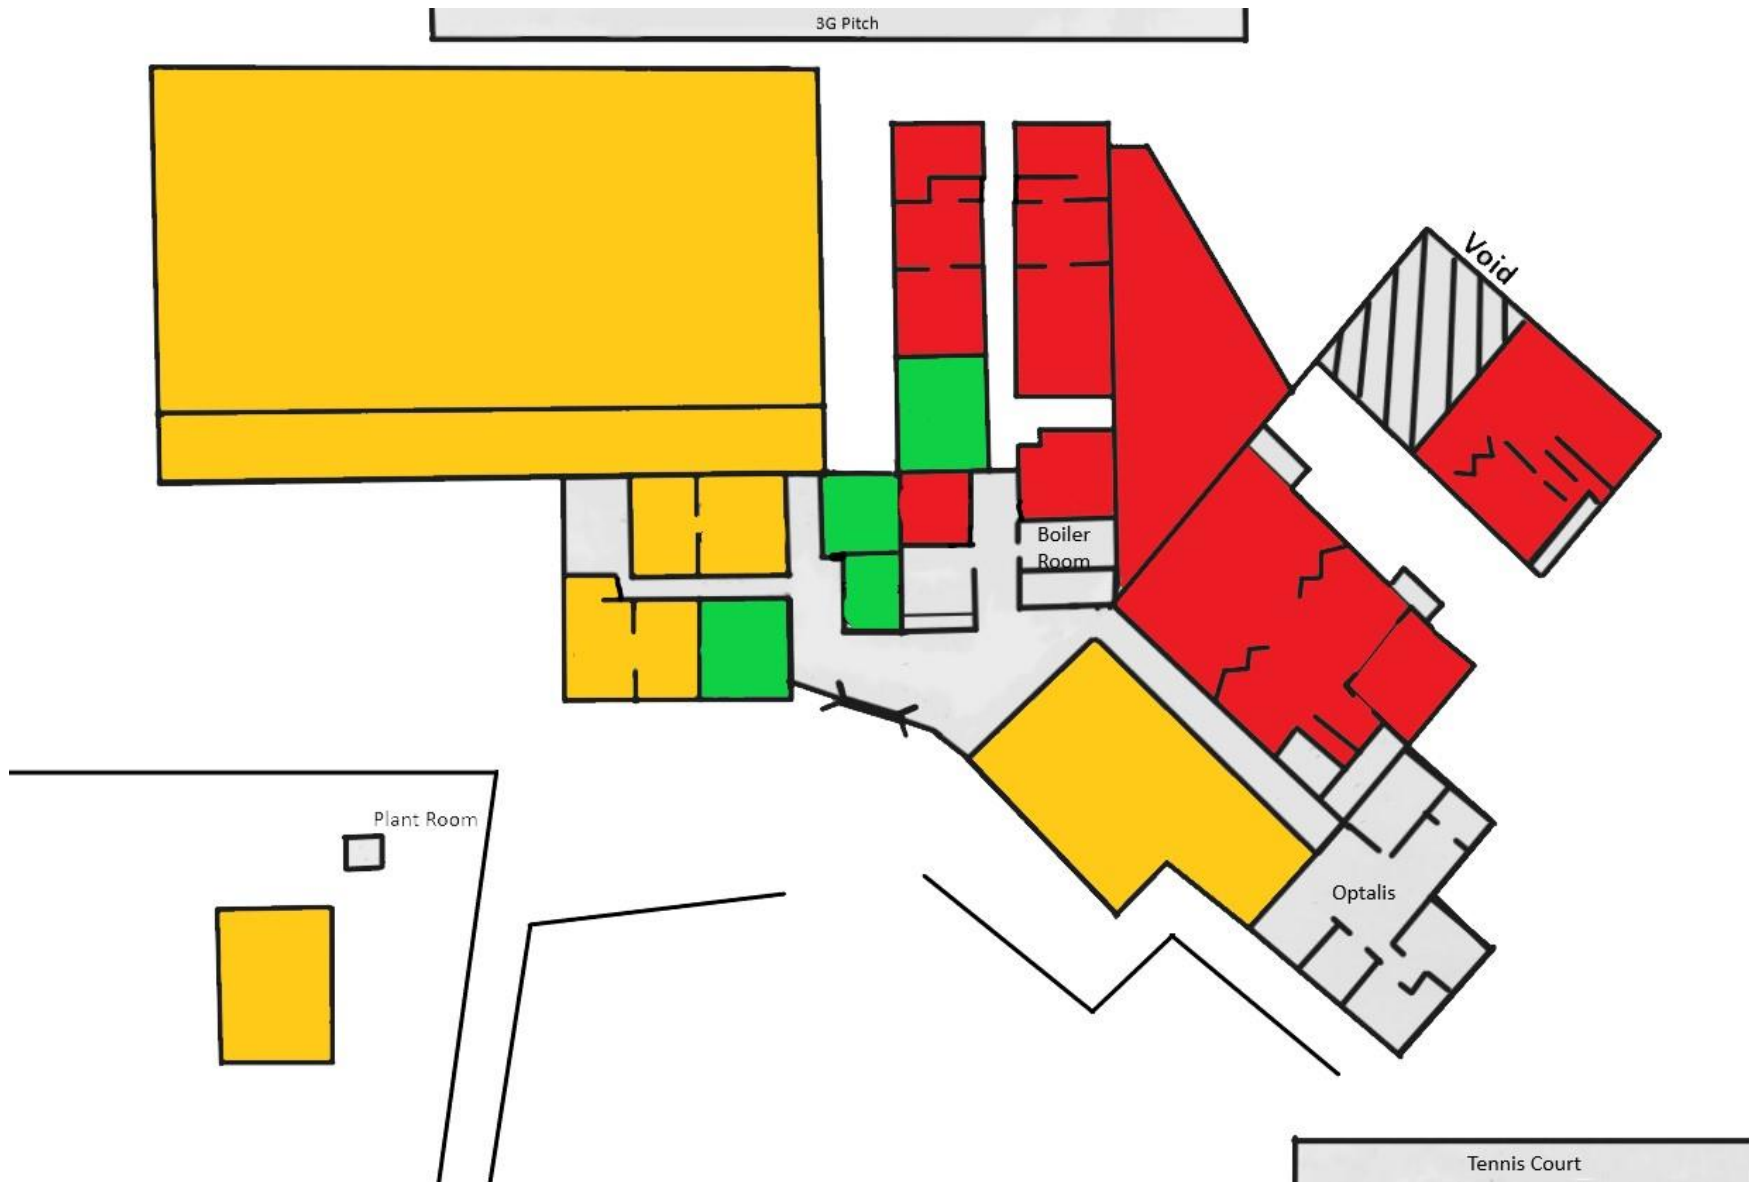 3G Pitch
Void
Boiler
Room
Plant Room
Optalis
Tennis Court